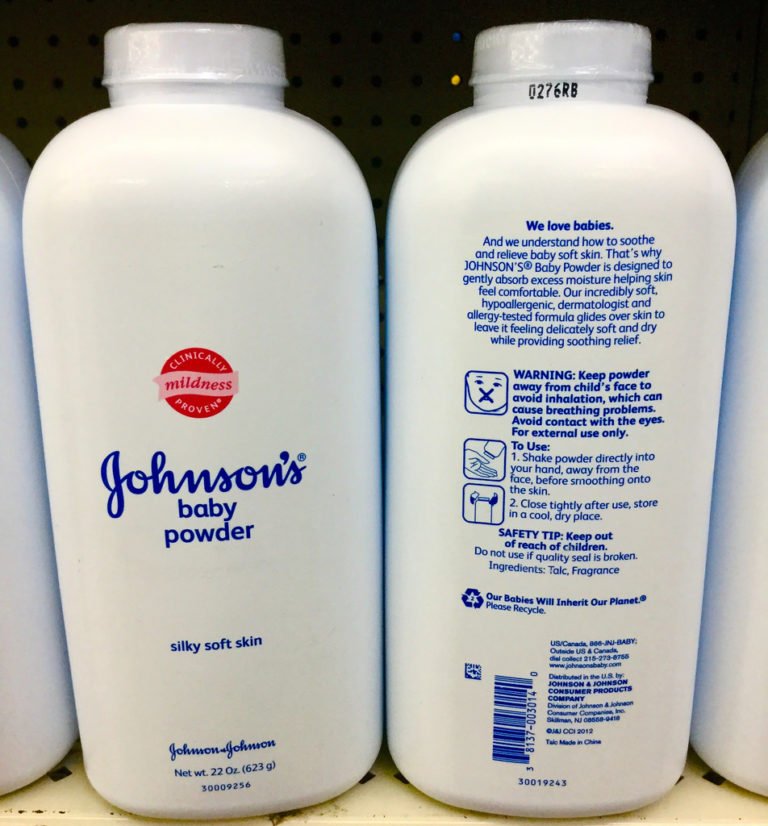 CLINICALLY
mildness
PROVEN®
Johnson's®
baby
powder
silky soft skin
Johnson & Johnson
Net wt. 22 Oz. (623 g)
30009256
0276RB
We love babies.
And we understand how to soothe
and relieve baby soft skin. That's why
JOHNSON'S® Baby Powder is designed to
gently absorb excess moisture helping skin
feel comfortable. Our incredibly soft,
hypoallergenic, dermatologist and
allergy-tested formula glides over skin to
leave it feeling delicately soft and dry
while providing soothing relief.
WARNING: Keep powder
away from child's face to
avoid inhalation, which can
cause breathing problems.
Avoid contact with the eyes.
For external use only.
To Use:
1. Shake powder directly into
your hand, away from the
face, before smoothing onto
the skin.
2. Close tightly after use, store
in a cool, dry place.
SAFETY TIP: Keep out
of reach of children.
Do not use if quality seal is broken.
Ingredients: Talc, Fragrance
2
Our Babies Will Inherit Our Planet.®
Please Recycle.
US/Canada, 866-JNJ-BABY;
Outside US & Canada,
dial collect 215-273-8755
www.johnsonsbaby.com
Distributed in the U.S. by:
JOHNSON & JOHNSON
CONSUMER PRODUCTS
COMPANY
Division of Johnson & Johnson
Consumer Companies, Inc.
Skillman, NJ 08558-9418
©J&J CCI 2012
Talc Made in China
3 8137-003014 0
30019243